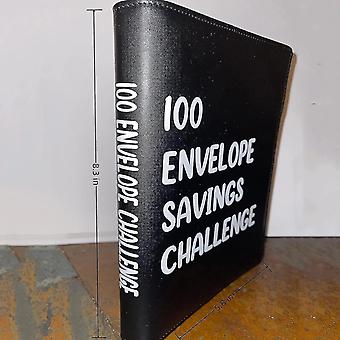 100
ENVELOPE
SAVINGS
CHALLENGE
100 ENVELOPE CHALLENGE
8.3 in